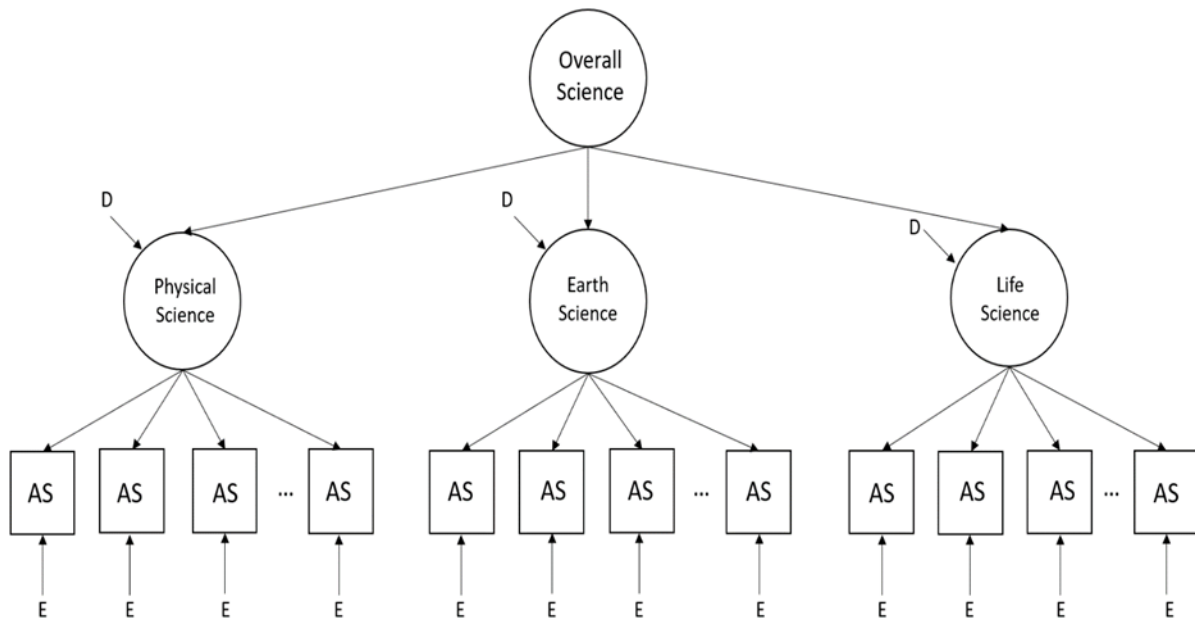 Overall
Science
D
D
D
Physical
Science
Earth
Science
Life
Science
AS AS AS ... AS AS AS AS ... AS AS AS AS ... AS
E E E E E E E E E E E E